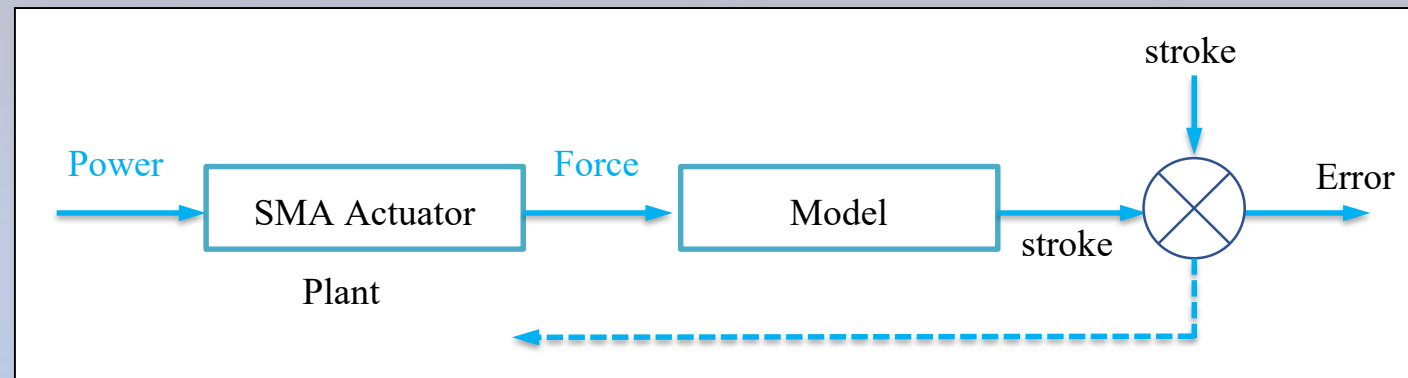 stroke
Power
Force
Error
SMA Actuator
Model
stroke
Plant